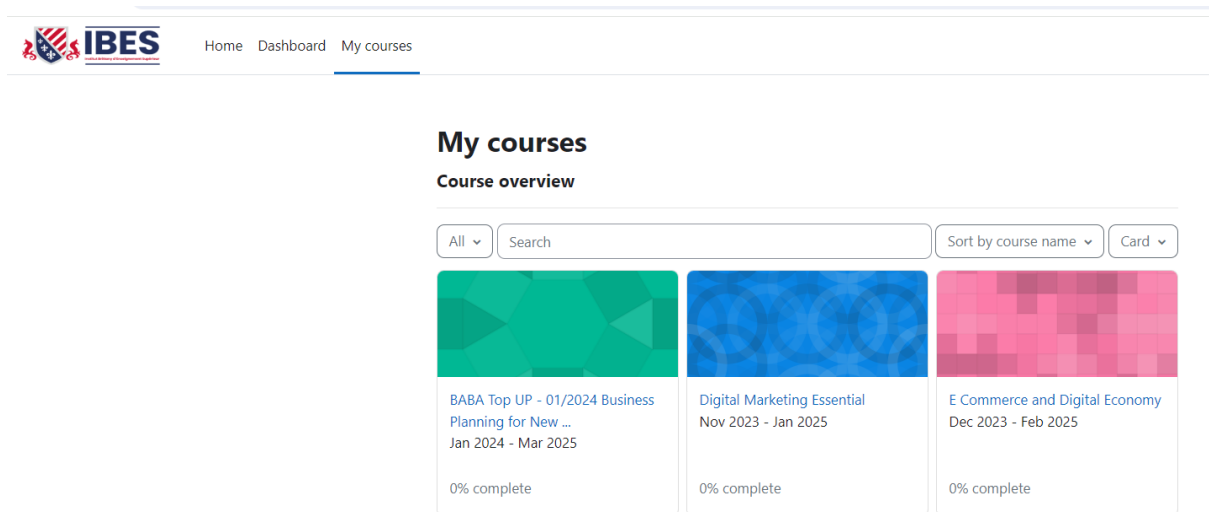 IBES
Home Dashboard My courses
My courses
Course overview
All Search Sort by course name Card
BABA Top UP - 01/2024 Business
Planning for New ...
Jan 2024 - Mar 2025
0% complete
Digital Marketing Essential
Nov 2023 - Jan 2025
0% complete
E Commerce and Digital Economy
Dec 2023 - Feb 2025
0% complete